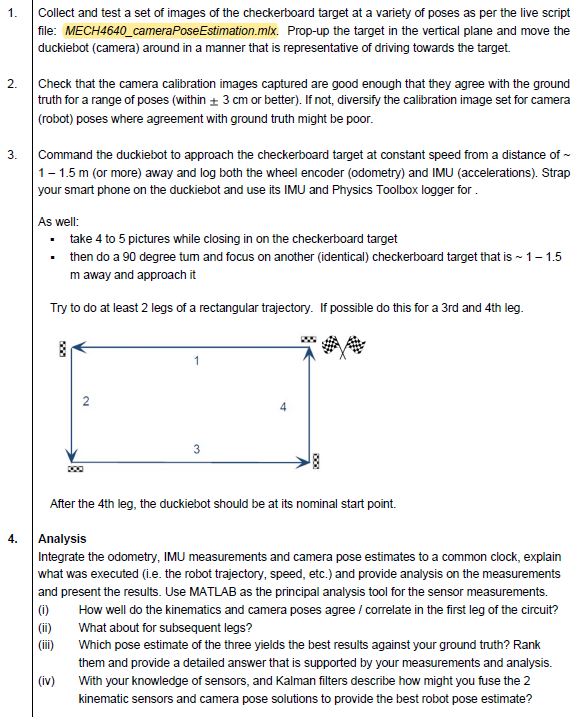 1. Collect and test a set of images of the checkerboard target at a variety of poses as per the live script
file: MECH4640_cameraPoseEstimation.mlx. Prop-up the target in the vertical plane and move the
duckiebot (camera) around in a manner that is representative of driving towards the target.
2. Check that the camera calibration images captured are good enough that they agree with the ground
truth for a range of poses (within ± 3 cm or better). If not, diversify the calibration image set for camera
(robot) poses where agreement with ground truth might be poor.
3. Command the duckiebot to approach the checkerboard target at constant speed from a distance of ~
1 – 1.5 m (or more) away and log both the wheel encoder (odometry) and IMU (accelerations). Strap
your smart phone on the duckiebot and use its IMU and Physics Toolbox logger for .
As well:
• take 4 to 5 pictures while closing in on the checkerboard target
• then do a 90 degree turn and focus on another (identical) checkerboard target that is ~ 1 – 1.5
m away and approach it
Try to do at least 2 legs of a rectangular trajectory. If possible do this for a 3rd and 4th leg.
1
2
4
3
After the 4th leg, the duckiebot should be at its nominal start point.
4. Analysis
Integrate the odometry, IMU measurements and camera pose estimates to a common clock, explain
what was executed (i.e. the robot trajectory, speed, etc.) and provide analysis on the measurements
and present the results. Use MATLAB as the principal analysis tool for the sensor measurements.
(i) How well do the kinematics and camera poses agree / correlate in the first leg of the circuit?
(ii) What about for subsequent legs?
(iii) Which pose estimate of the three yields the best results against your ground truth? Rank
them and provide a detailed answer that is supported by your measurements and analysis.
(iv) With your knowledge of sensors, and Kalman filters describe how might you fuse the 2
kinematic sensors and camera pose solutions to provide the best robot pose estimate?